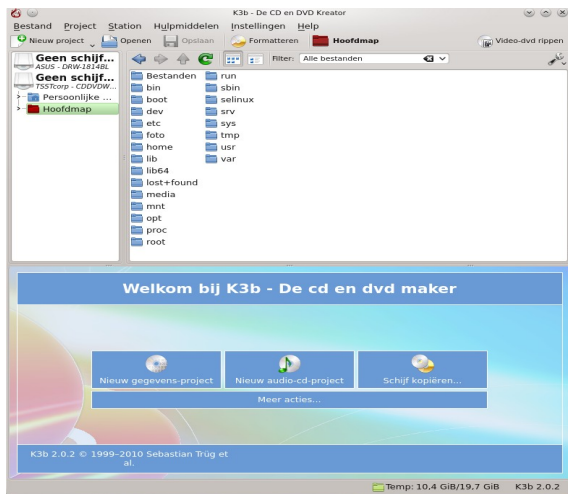 K3b - De CD en DVD Kreator
Bestand Project Station Hulpmiddelen Instellingen Help
Nieuw project Openen Opslaan Formatteren Hoofdmap Video-dvd rippen
Geen schijf...
ASUS - DRW-1814BL
Geen schijf...
TSSTcorp - CDDVDW...
Persoonlijke ...
Hoofdmap
Filter: Alle bestanden
Bestanden
bin
boot
dev
etc
foto
home
lib
lib64
lost+found
media
mnt
opt
proc
root
run
sbin
selinux
srv
sys
tmp
usr
var
Welkom bij K3b - De cd en dvd maker
Nieuw gegevens-project Nieuw audio-cd-project Schijf kopiëren...
Meer acties...
K3b 2.0.2 © 1999-2010 Sebastian Trüg et
al.
Temp: 10,4 GiB/19,7 GiB K3b 2.0.2